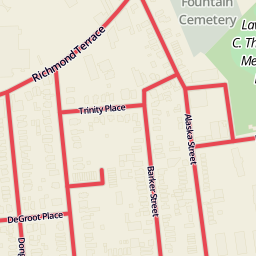 Fountain
Cemetery
Law
C. Th
Me
Richmond Terrace
Trinity Place
Alaska Street
Barker Street
DeGroot Place
Dong